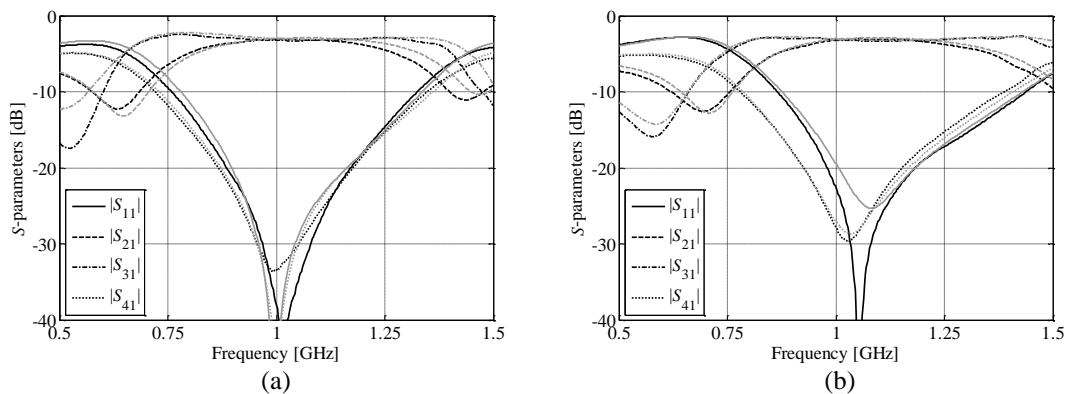 0
-10
-20
-30
-40
S-parameters [dB]
|S11|
|S21|
|S31|
|S41|
0.5
0.75
1
1.25
1.5
Frequency [GHz]
(a)
0
-10
-20
-30
-40
S-parameters [dB]
|S11|
|S21|
|S31|
|S41|
0.5
0.75
1
1.25
1.5
Frequency [GHz]
(b)